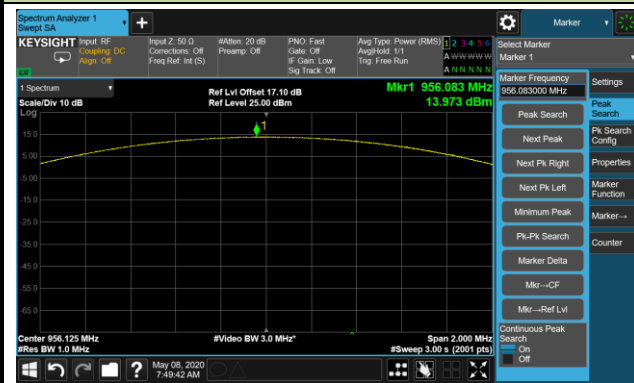 Spectrum Analyzer 1
Swept SA
+
Marker
KEYSIGHT
Input: RF
Coupling: DC
Align: Off
Input Z: 50 Ω
Corrections: Off
Freq Ref: Int (S)
#Atten: 20 dB
Preamp: Off
PNO: Fast
Gate: Off
IF Gain: Low
Sig Track: Off
Avg Type: Power (RMS)
Avg|Hold: 1/1
Trig: Free Run
1 2 3 4 5 6
A W W W W W
A N N N N N
LV
Select Marker
Marker 1
1 Spectrum
Scale/Div 10 dB
Log
Ref Lvl Offset 17.10 dB
Ref Level 25.00 dBm
Mkr1 956.083 MHz
13.973 dBm
1
15.0
5.00
-5.00
-15.0
-25.0
-35.0
-45.0
-55.0
-65.0
Center 956.125 MHz
#Res BW 1.0 MHz
#Video BW 3.0 MHz*
Span 2.000 MHz
#Sweep 3.00 s (2001 pts)
Marker Frequency
956.083000 MHz
Peak Search
Next Peak
Next Pk Right
Next Pk Left
Minimum Peak
Pk-Pk Search
Marker Delta
Mkr→CF
Mkr→Ref Lvl
Continuous Peak
Search
On
Off
Settings
Peak
Search
Pk Search
Config
Properties
Marker
Function
Marker→
Counter
?
May 08, 2020
7:49:42 AM